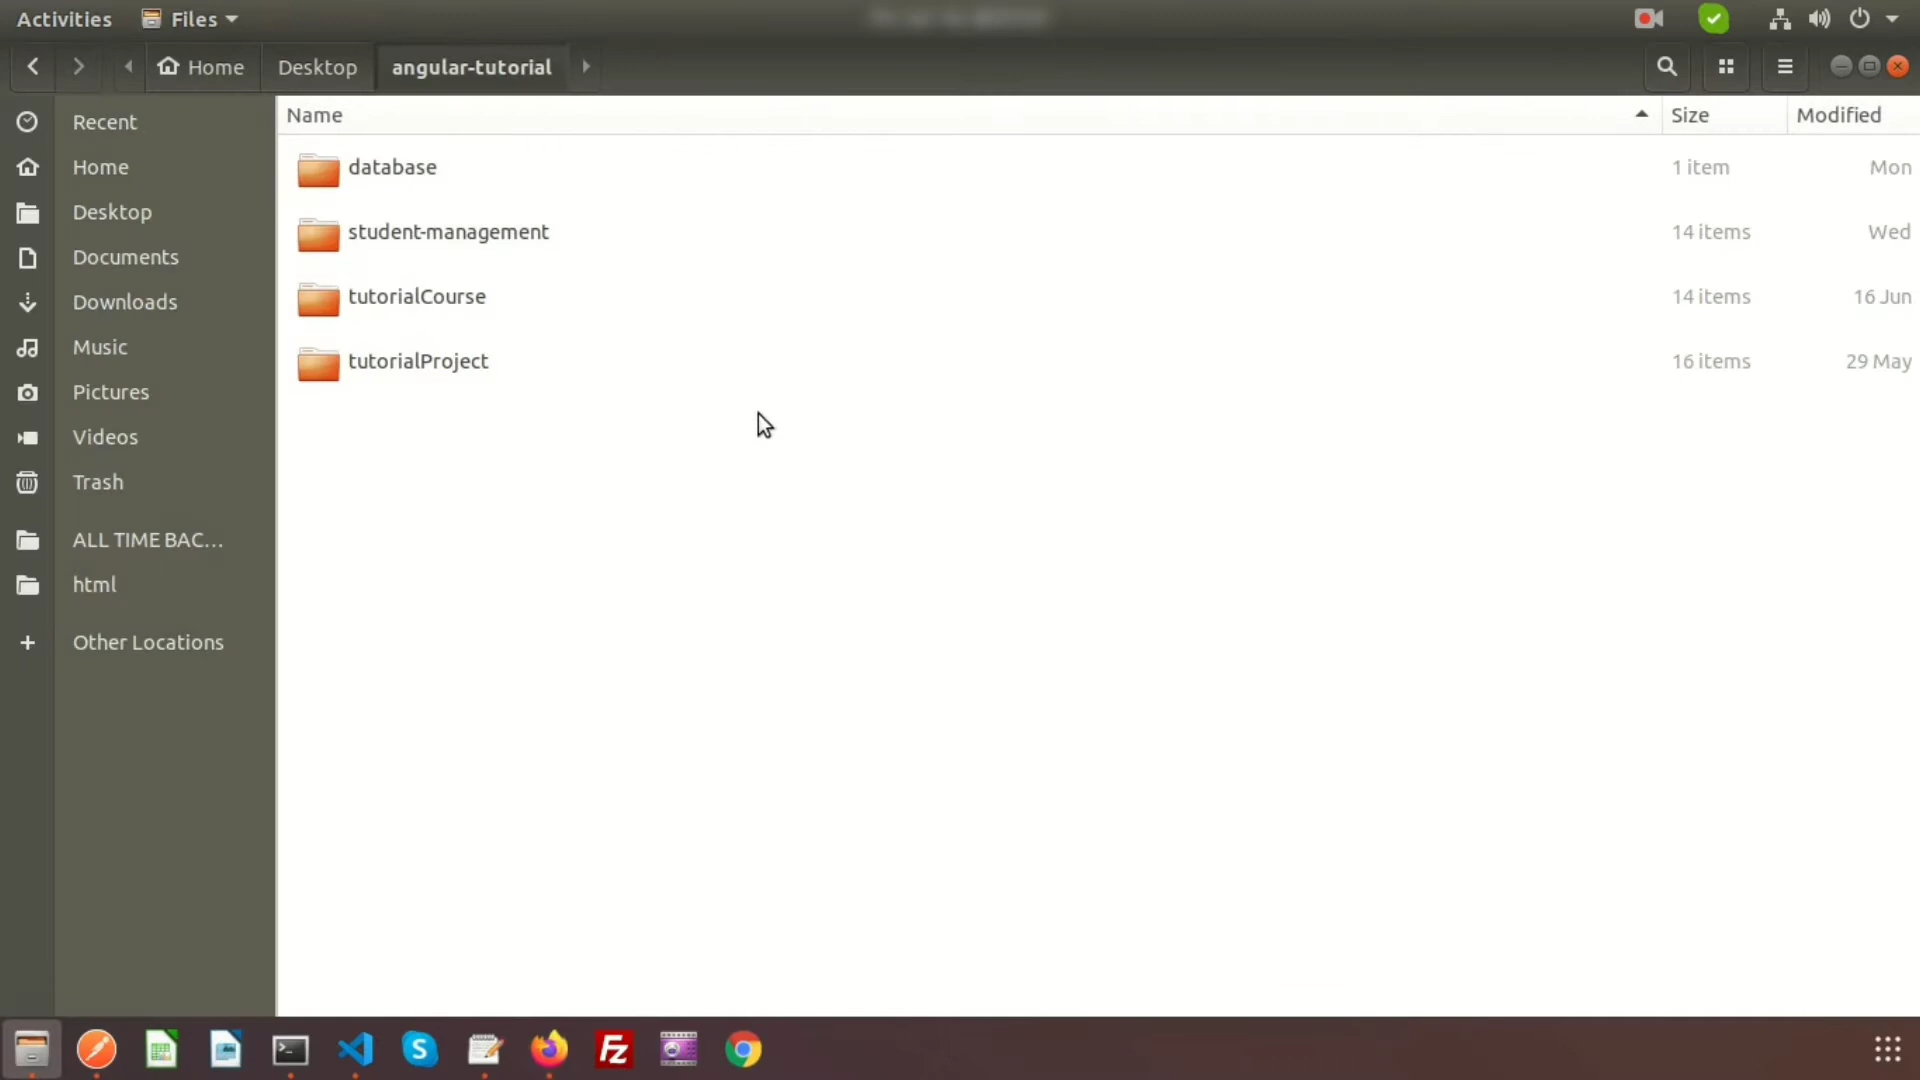 Activities Files
Home Desktop angular-tutorial
Name Size Modified
Recent
Home
Desktop
Documents
Downloads
Music
Pictures
Videos
Trash
ALL TIME BAC...
html
Other Locations
database 1 item Mon
student-management 14 items Wed
tutorialCourse 14 items 16 Jun
tutorialProject 16 items 29 May
S
Fz